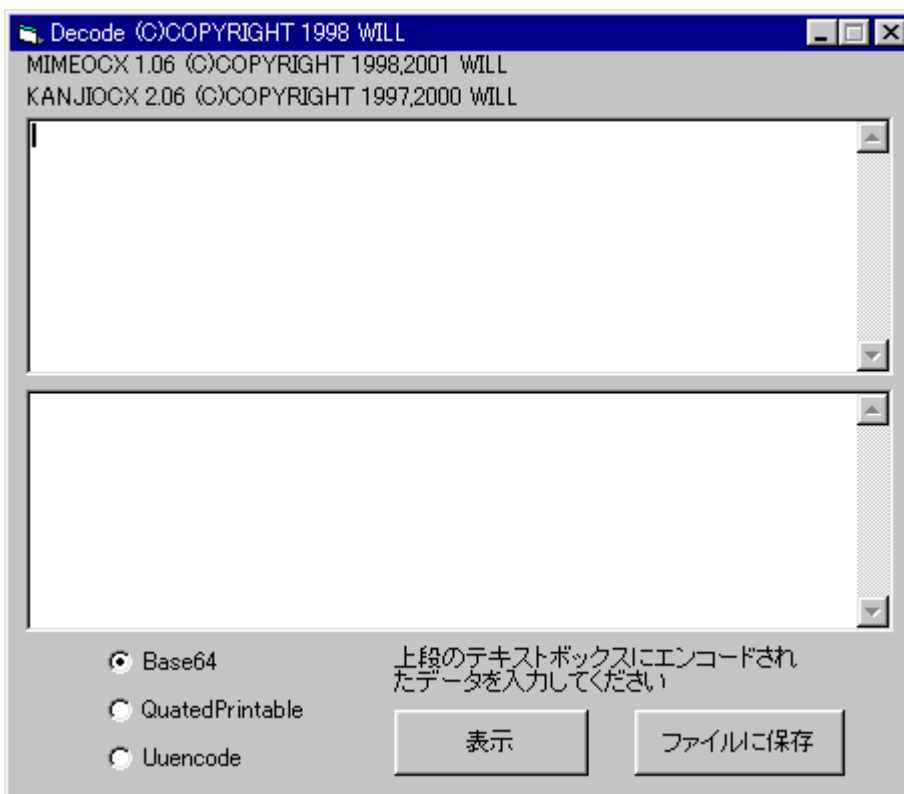 Decode (C)COPYRIGHT 1998 WILL
MIMEOCX 1.06 (C)COPYRIGHT 1998,2001 WILL
KANJIOCX 2.06 (C)COPYRIGHT 1997,2000 WILL
Base64
QuatedPrintable
Uuencode
上段のテキストボックスにエンコードされ
たデータを入力してください
表示
ファイルに保存